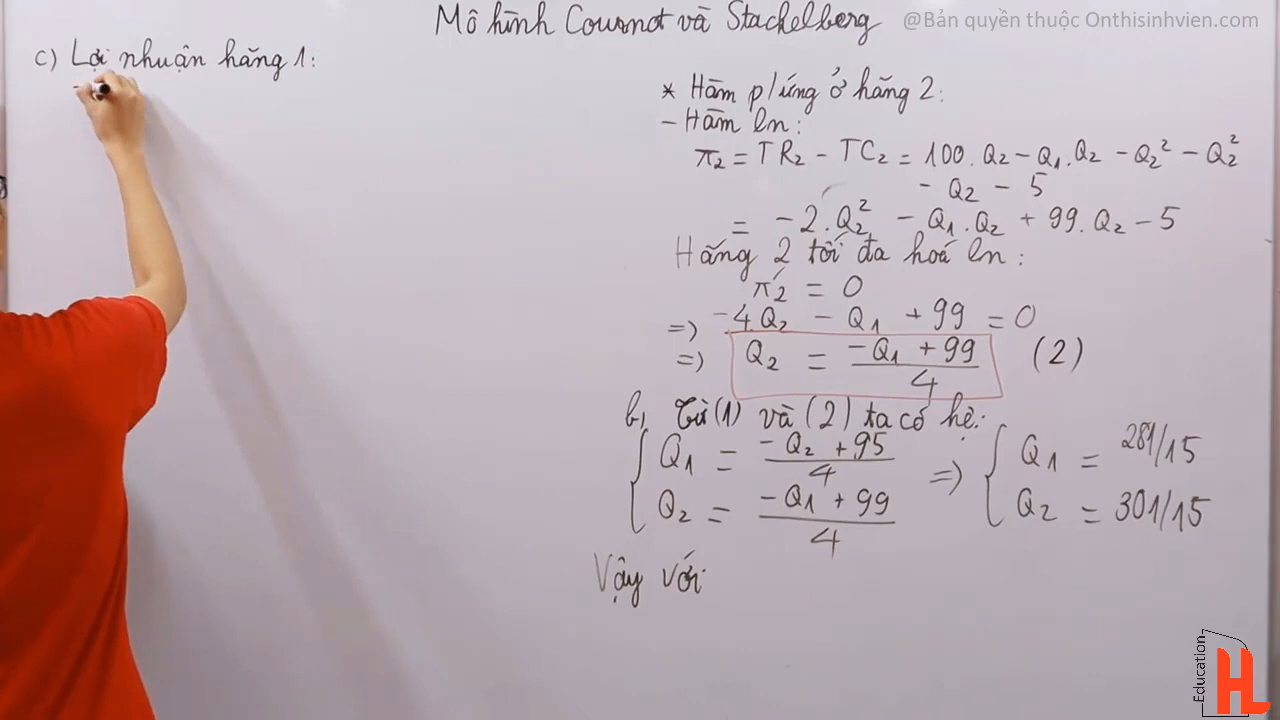 Mô hình Cournot và Stackelberg
@Bản quyền thuộc Onthisinhvien.com
c) Lợi nhuận hãng 1:
* Hàm p/ứng ở hãng 2:
- Hàm ln:
π₂ = TR₂ - TC₂ = 100.Q₂ - Q₁.Q₂ - Q₂² - Q₂²
- Q₂ - 5
= -2.Q₂² - Q₁.Q₂ + 99.Q₂ - 5
Hãng 2 tối đa hoá ln:
π'₂ = 0
=> -4Q₂ - Q₁ + 99 = 0
=> Q₂ = (-Q₁ + 99)/4 (2)
b, Từ (1) và (2) ta có hệ:
{ Q₁ = (-Q₂ + 95)/4 => { Q₁ = 281/15
Q₂ = (-Q₁ + 99)/4 Q₂ = 301/15
Vậy với
Education
HL